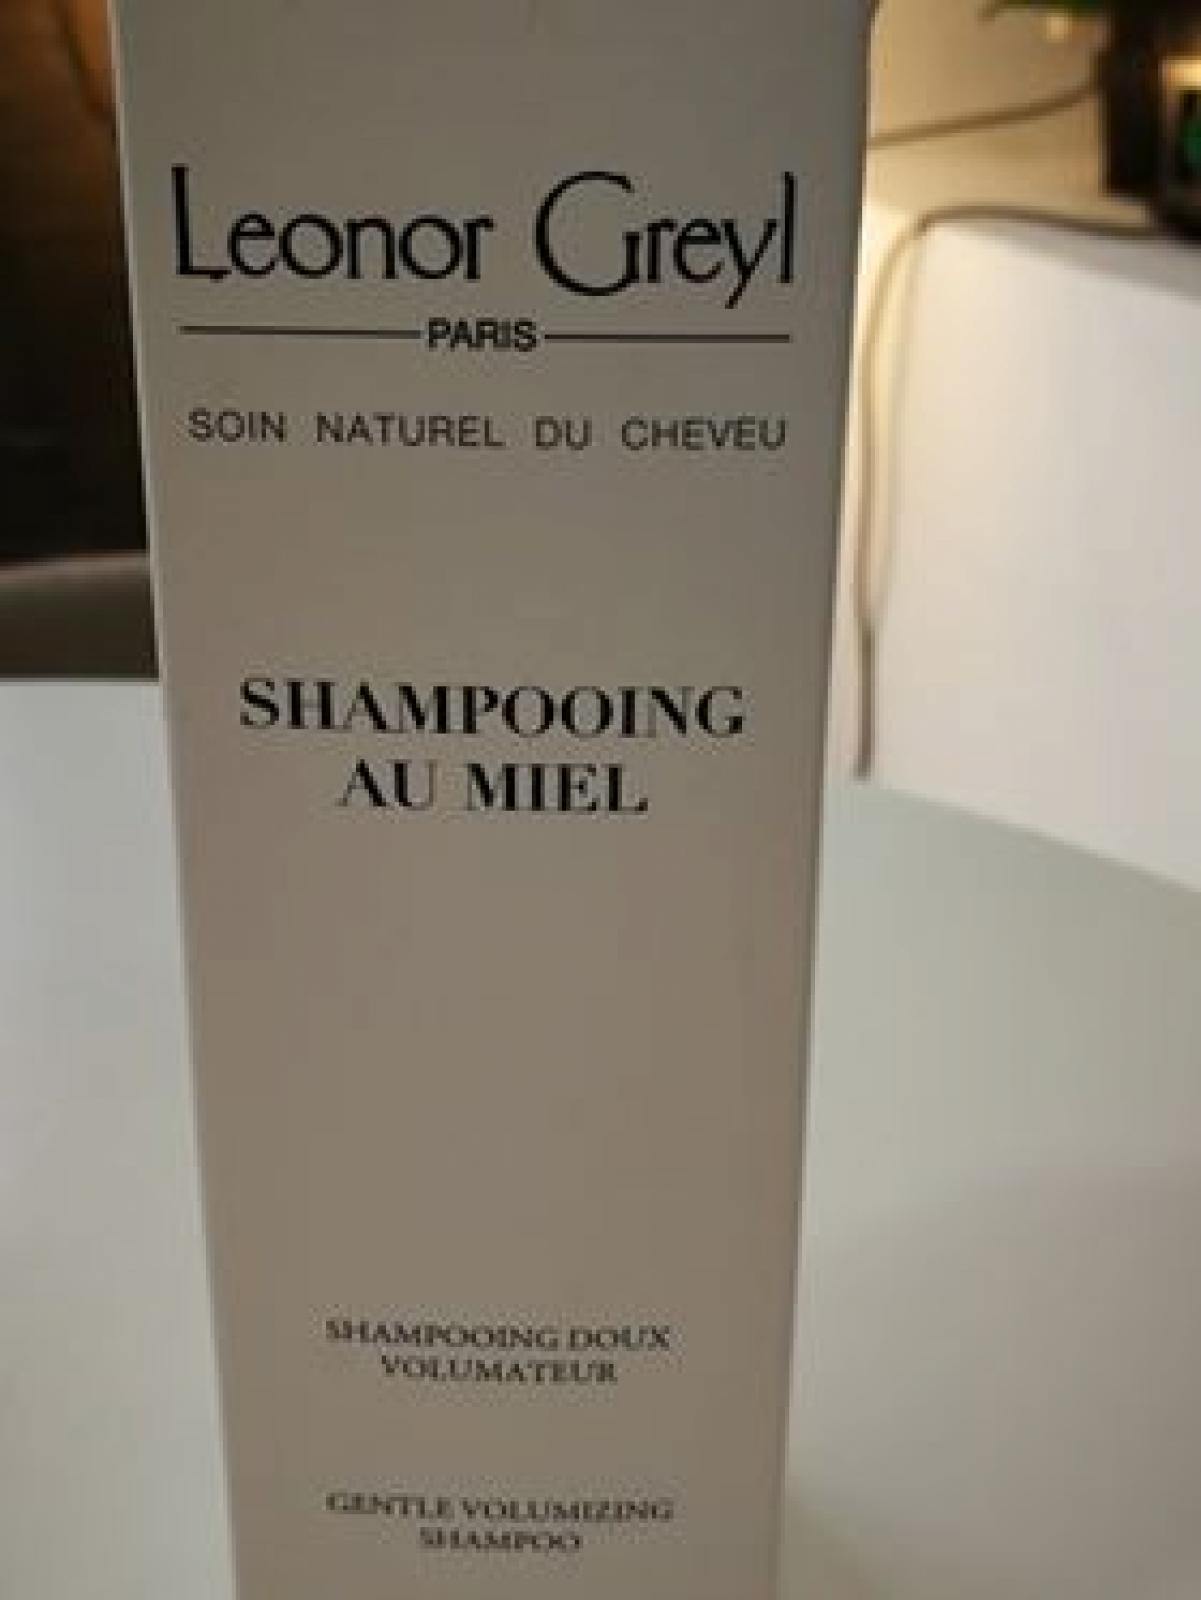 Leonor Greyl
PARIS
SOIN NATUREL DU CHEVEU
SHAMPOOING
AU MIEL
SHAMPOOING DOUX
VOLUMATEUR
GENTLE VOLUMIZING
SHAMPOO